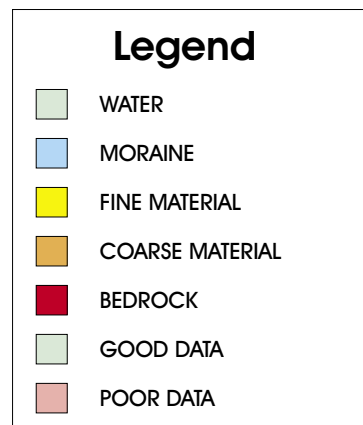 Legend
WATER
MORAINE
FINE MATERIAL
COARSE MATERIAL
BEDROCK
GOOD DATA
POOR DATA